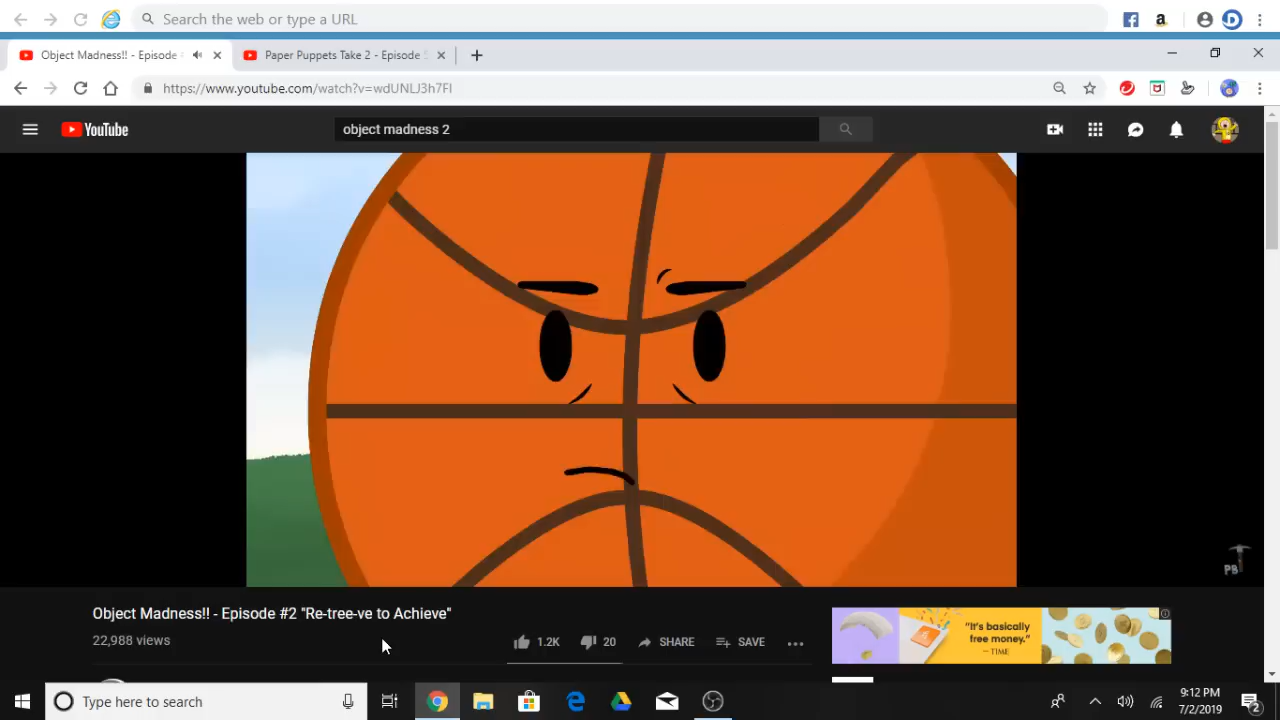 Search the web or type a URL
Object Madness!! - Episode
Paper Puppets Take 2 - Episode
https://www.youtube.com/watch?v=wdUNLJ3h7FI
YouTube
object madness 2
PB
Object Madness!! - Episode #2 "Re-tree-ve to Achieve"
22,988 views
1.2K
20
SHARE
SAVE
"It's basically
free money."
— TIME
Type here to search
9:12 PM
7/2/2019
2